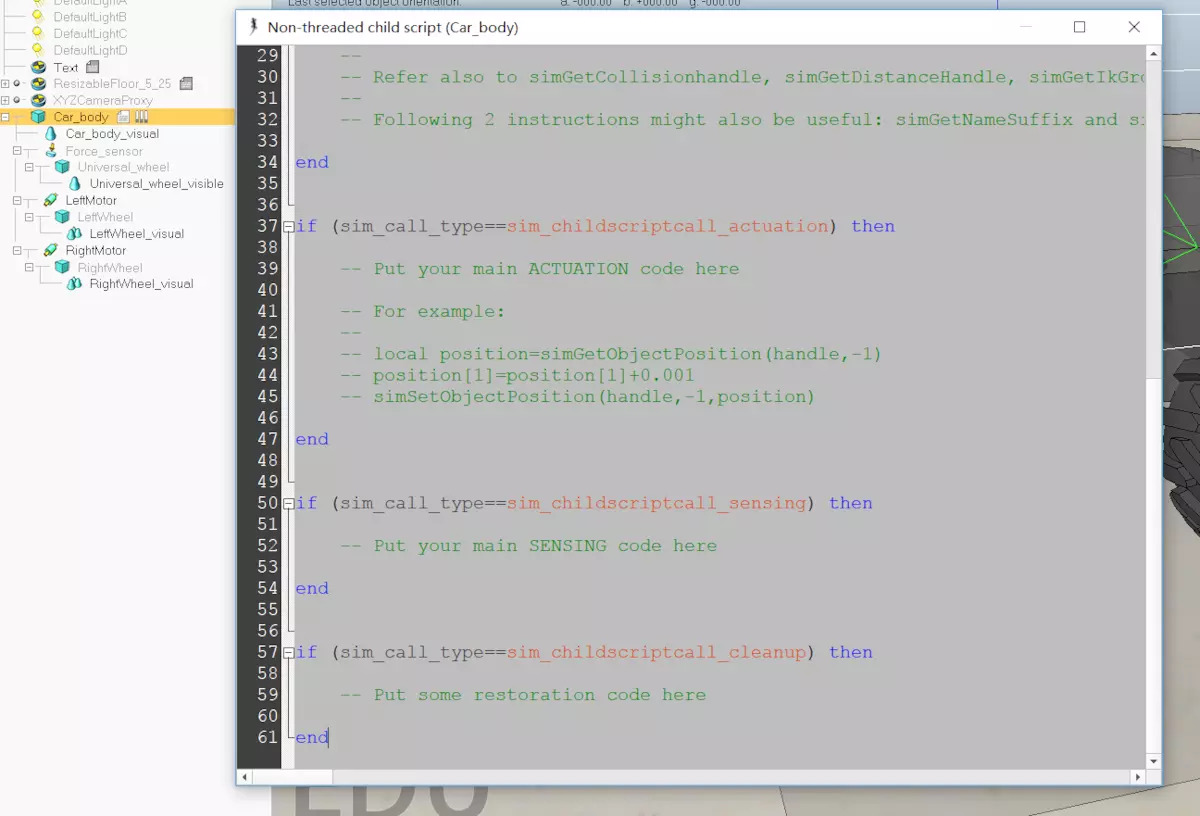 DefaultLightA
DefaultLightB
DefaultLightC
DefaultLightD
Text
ResizableFloor_5_25
XYZCameraProxy
Car_body
Car_body_visual
Force_sensor
Universal_wheel
Universal_wheel_visible
LeftMotor
LeftWheel
LeftWheel_visual
RightMotor
RightWheel
RightWheel_visual
Last selected object orientation: a: -000.00 b: +000.00 g: -000.00
Non-threaded child script (Car_body)
29 --
30 -- Refer also to simGetCollisionhandle, simGetDistanceHandle, simGetIkGr
31 --
32 -- Following 2 instructions might also be useful: simGetNameSuffix and s
33
34 end
35
36
37 if (sim_call_type==sim_childscriptcall_actuation) then
38
39 -- Put your main ACTUATION code here
40
41 -- For example:
42 --
43 -- local position=simGetObjectPosition(handle,-1)
44 -- position[1]=position[1]+0.001
45 -- simSetObjectPosition(handle,-1,position)
46
47 end
48
49
50 if (sim_call_type==sim_childscriptcall_sensing) then
51
52 -- Put your main SENSING code here
53
54 end
55
56
57 if (sim_call_type==sim_childscriptcall_cleanup) then
58
59 -- Put some restoration code here
60
61 end
EDU